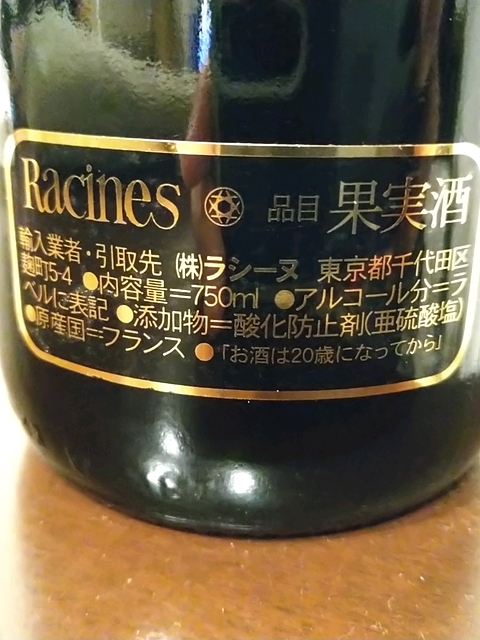 Racines 品目 果実酒
輸入業者・引取先 (株)ラシーヌ 東京都千代田区
麹町5-4 ●内容量=750ml ●アルコール分=ラ
ベルに表記 ●添加物=酸化防止剤(亜硫酸塩)
●原産国=フランス ●「お酒は20歳になってから」